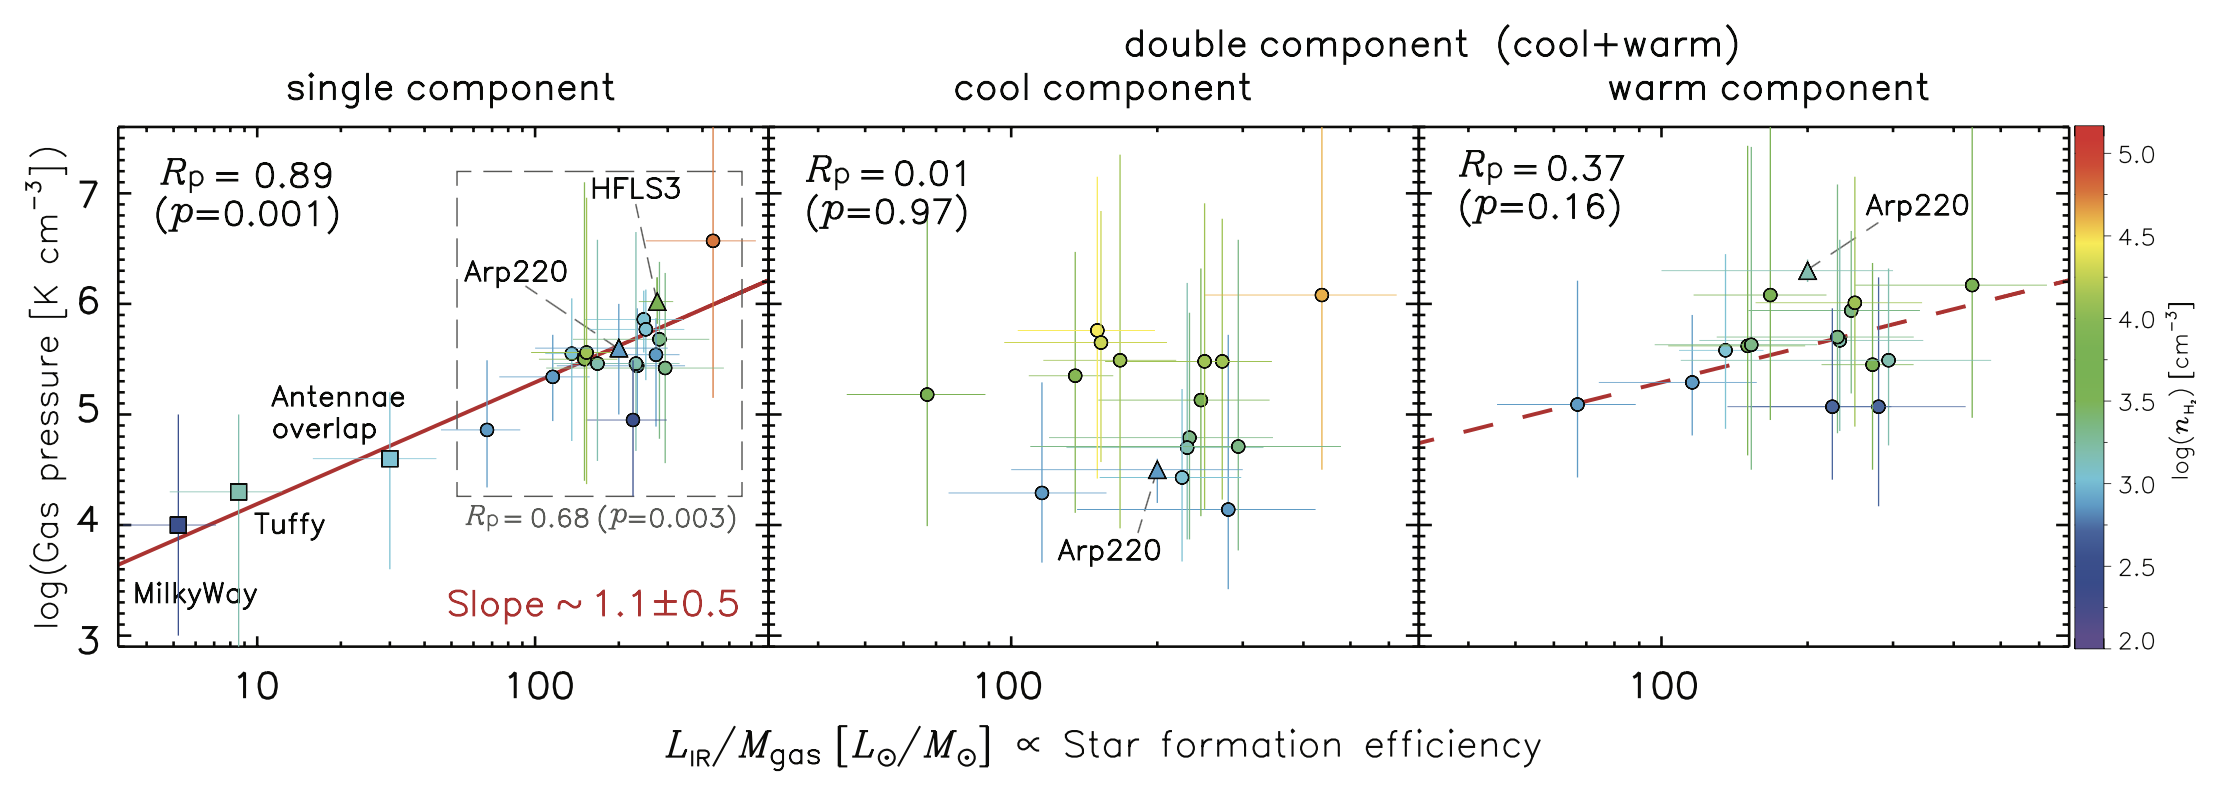 double component (cool+warm)
single component
cool component
warm component
log(Gas pressure [K cm⁻³])
7
6
5
4
3
R_p = 0.89
(p=0.001)
HFLS3
Arp220
Antennae
overlap
Tuffy
MilkyWay
R_p = 0.68 (p=0.003)
Slope ~ 1.1±0.5
R_p = 0.01
(p=0.97)
Arp220
R_p = 0.37
(p=0.16)
Arp220
5.0
4.5
4.0
3.5
3.0
2.5
2.0
log(n_H₂) [cm⁻³]
10
100
100
100
L_IR/M_gas [L⊙/M⊙] ∝ Star formation efficiency